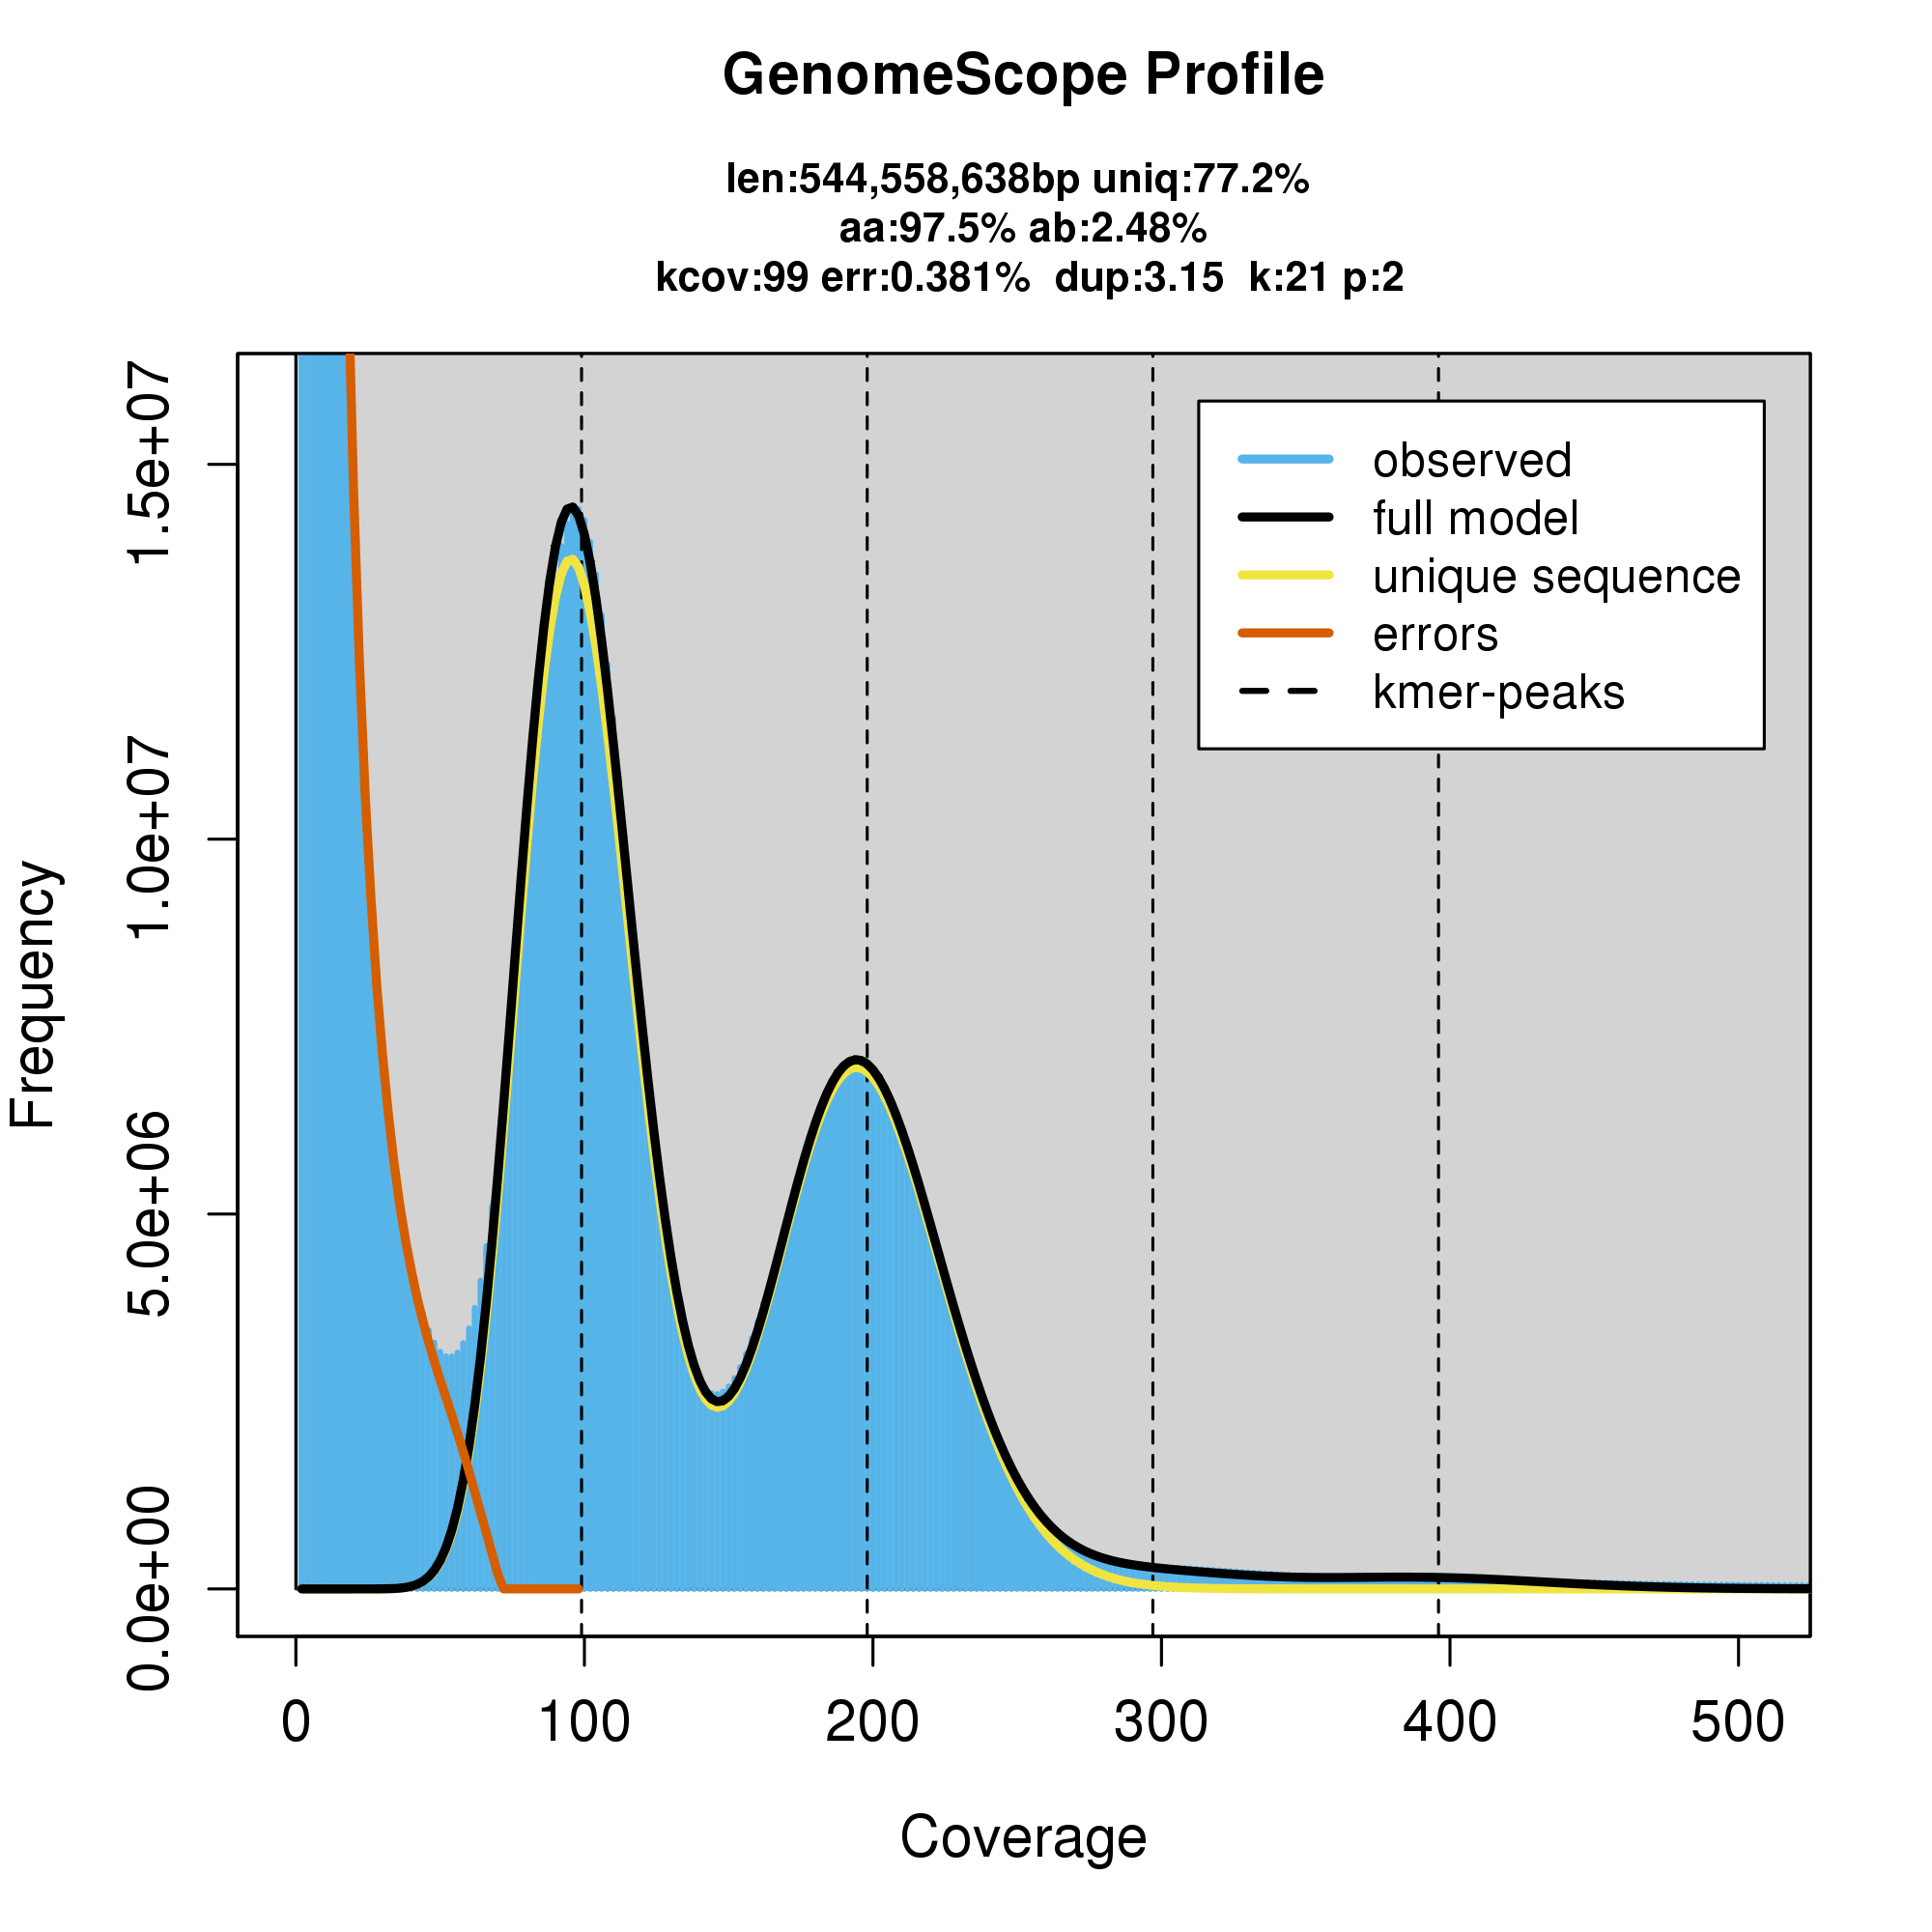 GenomeScope Profile
len:544,558,638bp uniq:77.2%
aa:97.5% ab:2.48%
kcov:99 err:0.381% dup:3.15 k:21 p:2
observed
full model
unique sequence
errors
kmer-peaks
Frequency
1.5e+07
1.0e+07
5.0e+06
0.0e+00
0 100 200 300 400 500
Coverage